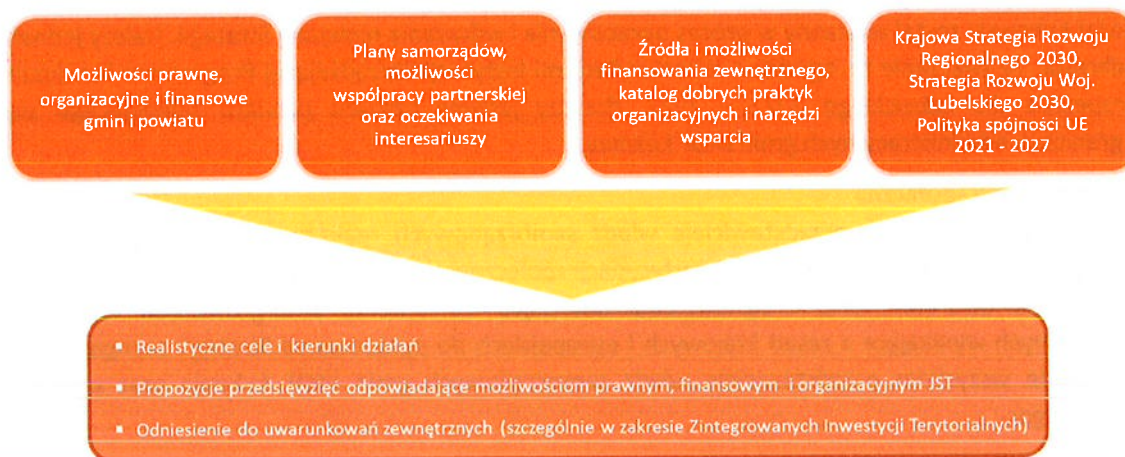 Możliwości prawne,
organizacyjne i finansowe
gmin i powiatu
Plany samorządów,
możliwości
współpracy partnerskiej
oraz oczekiwania
interesariuszy
Źródła i możliwości
finansowania zewnętrznego,
katalog dobrych praktyk
organizacyjnych i narzędzi
wsparcia
Krajowa Strategia Rozwoju
Regionalnego 2030,
Strategia Rozwoju Woj.
Lubelskiego 2030,
Polityka spójności UE
2021 - 2027
▪ Realistyczne cele i kierunki działań
▪ Propozycje przedsięwzięć odpowiadające możliwościom prawnym, finansowym i organizacyjnym JST
▪ Odniesienie do uwarunkowań zewnętrznych (szczególnie w zakresie Zintegrowanych Inwestycji Terytorialnych)